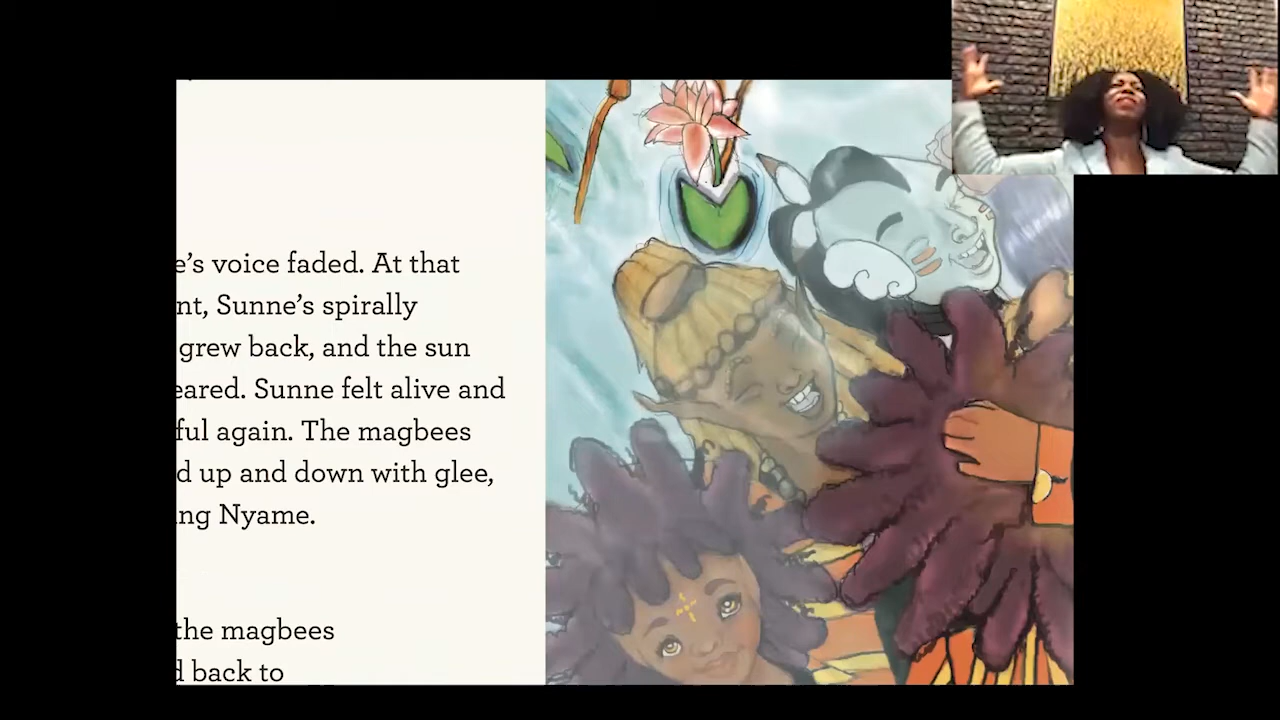 e’s voice faded. At that
nt, Sunne’s spirally
grew back, and the sun
eared. Sunne felt alive and
ful again. The magbees
d up and down with glee,
ing Nyame.
the magbees
d back to